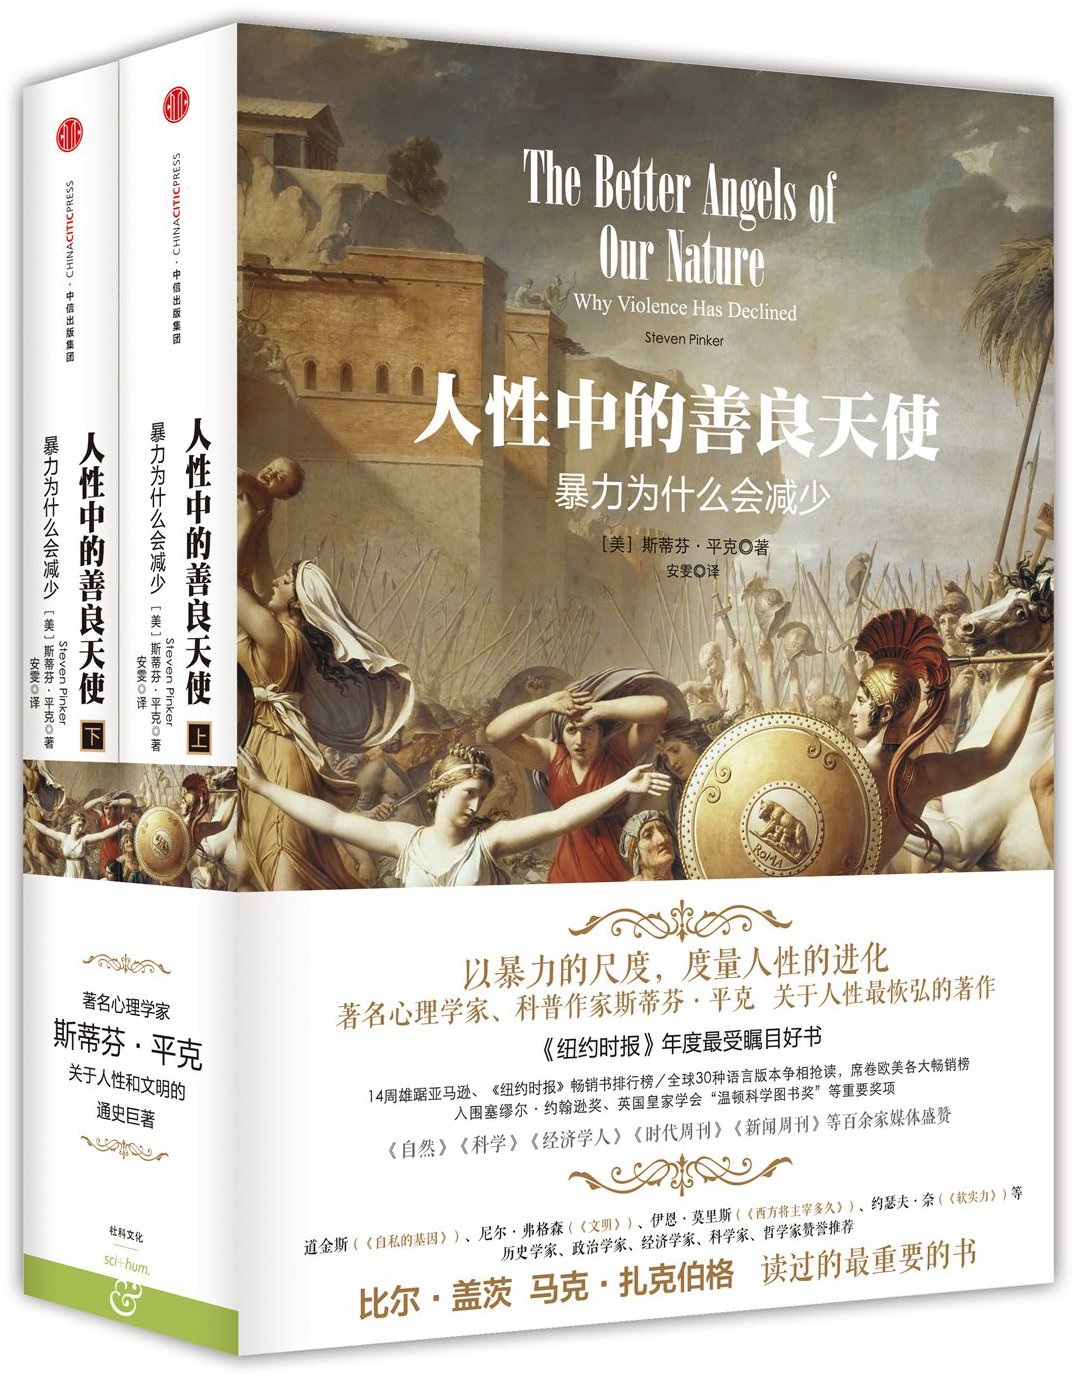 The Better Angels of
Our Nature
Why Violence Has Declined
Steven Pinker
人性中的善良天使
暴力为什么会减少
[美] 斯蒂芬·平克◎著
安雯◎译
ROMA
以暴力的尺度，度量人性的进化
著名心理学家、科普作家斯蒂芬·平克 关于人性最恢弘的著作
《纽约时报》年度最受瞩目好书
14周雄踞亚马逊、《纽约时报》畅销书排行榜／全球30种语言版本争相抢读，席卷欧美各大畅销榜
入围塞缪尔·约翰逊奖、英国皇家学会“温顿科学图书奖”等重要奖项
《自然》《科学》《经济学人》《时代周刊》《新闻周刊》等百余家媒体盛赞
道金斯（《自私的基因》）、尼尔·弗格森（《文明》）、伊恩·莫里斯（《西方将主宰多久》）、约瑟夫·奈（《软实力》）等
历史学家、政治学家、经济学家、科学家、哲学家赞誉推荐
比尔·盖茨 马克·扎克伯格 读过的最重要的书
CHINACITICPRESS·中信出版集团
人性中的善良天使 上
暴力为什么会减少
Steven Pinker
[美] 斯蒂芬·平克◎著
安雯◎译
CHINACITICPRESS·中信出版集团
人性中的善良天使 下
暴力为什么会减少
Steven Pinker
[美] 斯蒂芬·平克◎著
安雯◎译
著名心理学家
斯蒂芬·平克
关于人性和文明的
通史巨著
社科文化
sci+hum.
&